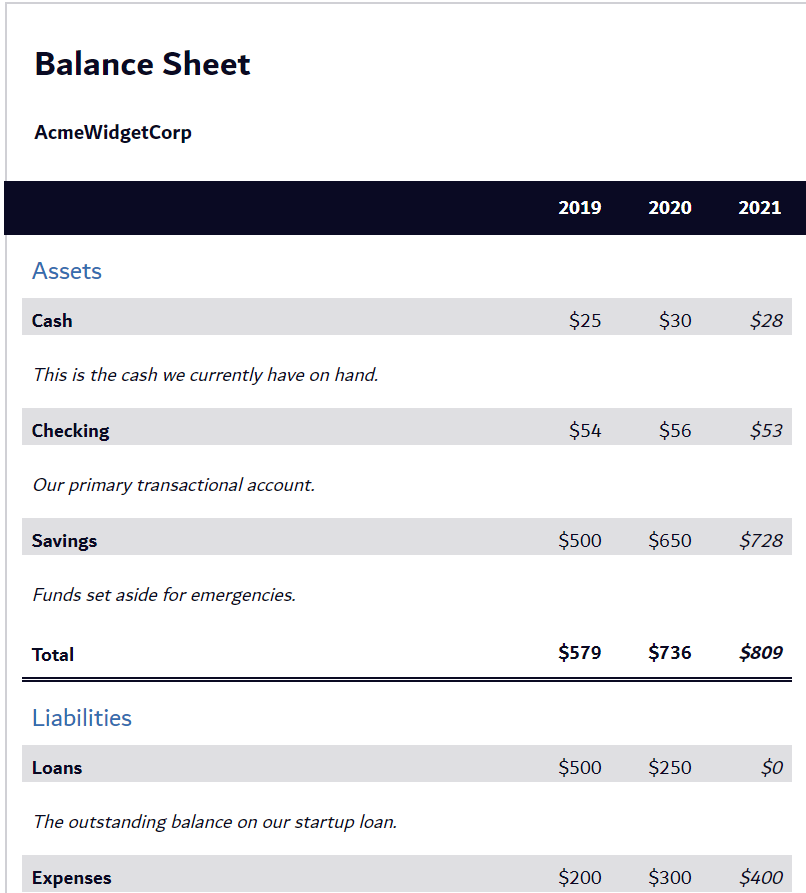 Balance Sheet
AcmeWidgetCorp
2019 2020 2021
Assets
Cash $25 $30 $28
This is the cash we currently have on hand.
Checking $54 $56 $53
Our primary transactional account.
Savings $500 $650 $728
Funds set aside for emergencies.
Total $579 $736 $809
Liabilities
Loans $500 $250 $0
The outstanding balance on our startup loan.
Expenses $200 $300 $400